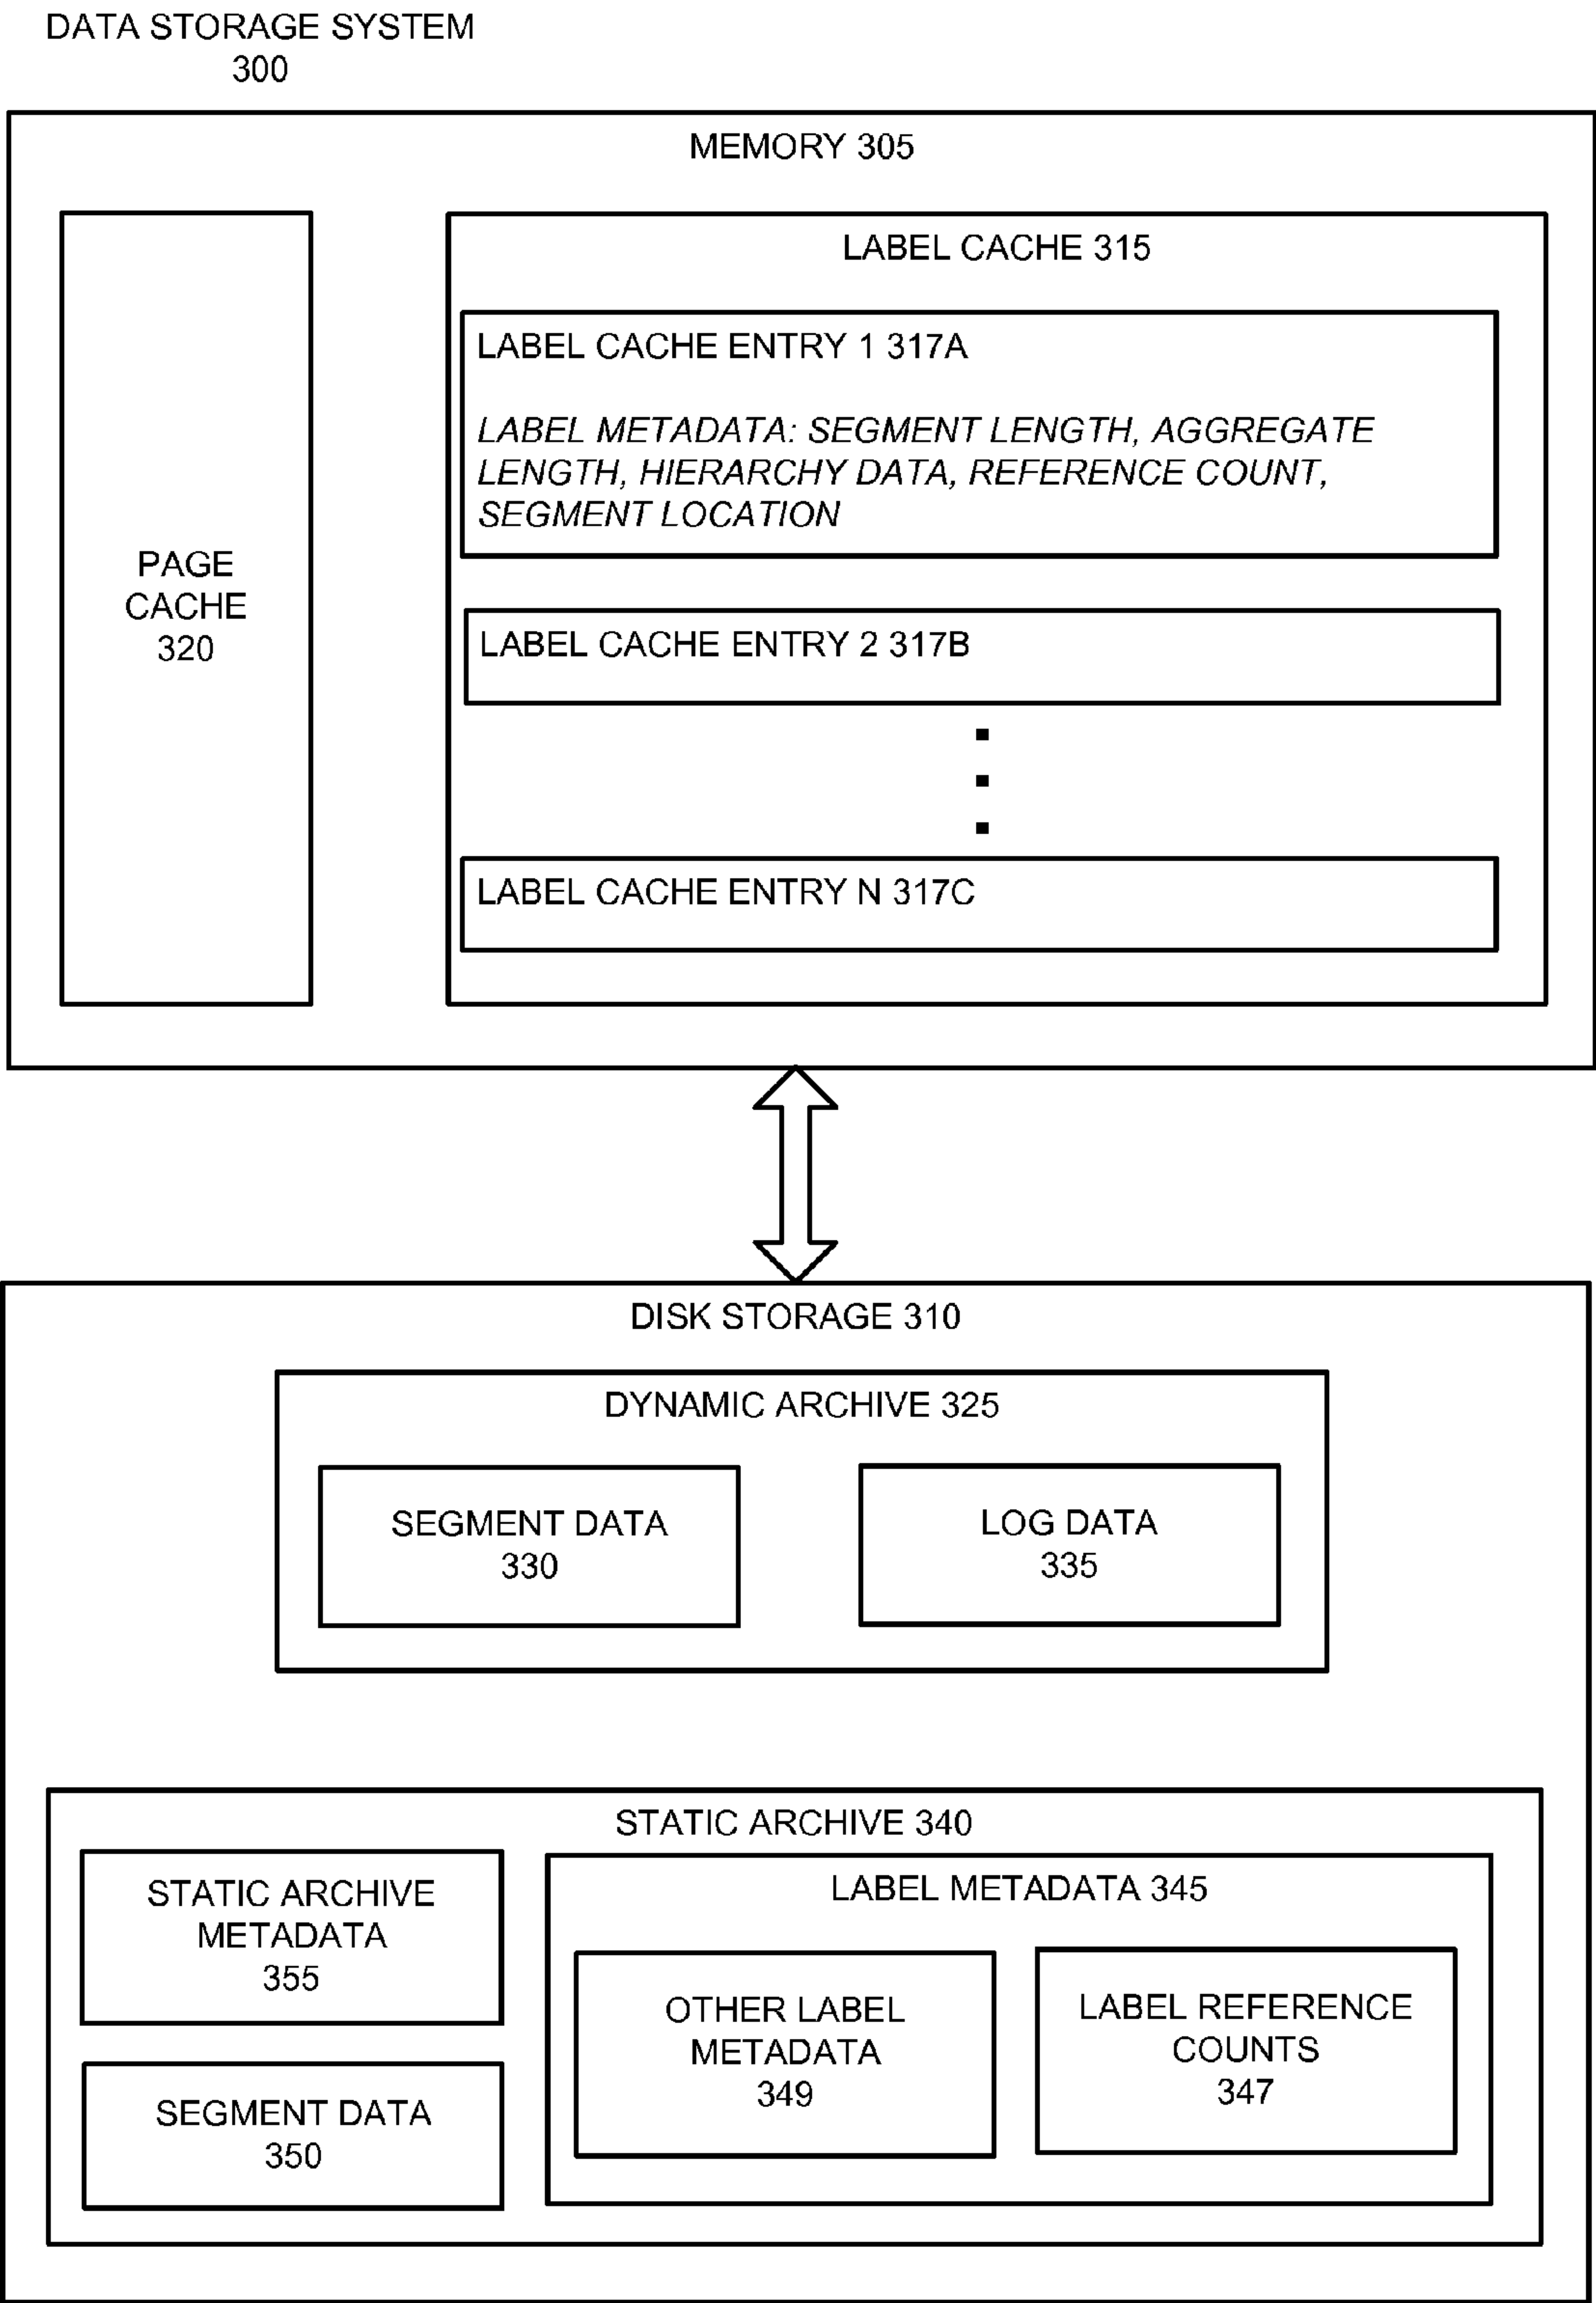 DATA STORAGE SYSTEM
300
MEMORY 305
PAGE
CACHE
320
LABEL CACHE 315
LABEL CACHE ENTRY 1 317A
LABEL METADATA: SEGMENT LENGTH, AGGREGATE
LENGTH, HIERARCHY DATA, REFERENCE COUNT,
SEGMENT LOCATION
LABEL CACHE ENTRY 2 317B
LABEL CACHE ENTRY N 317C
DISK STORAGE 310
DYNAMIC ARCHIVE 325
SEGMENT DATA
330
LOG DATA
335
STATIC ARCHIVE 340
STATIC ARCHIVE
METADATA
355
SEGMENT DATA
350
LABEL METADATA 345
OTHER LABEL
METADATA
349
LABEL REFERENCE
COUNTS
347